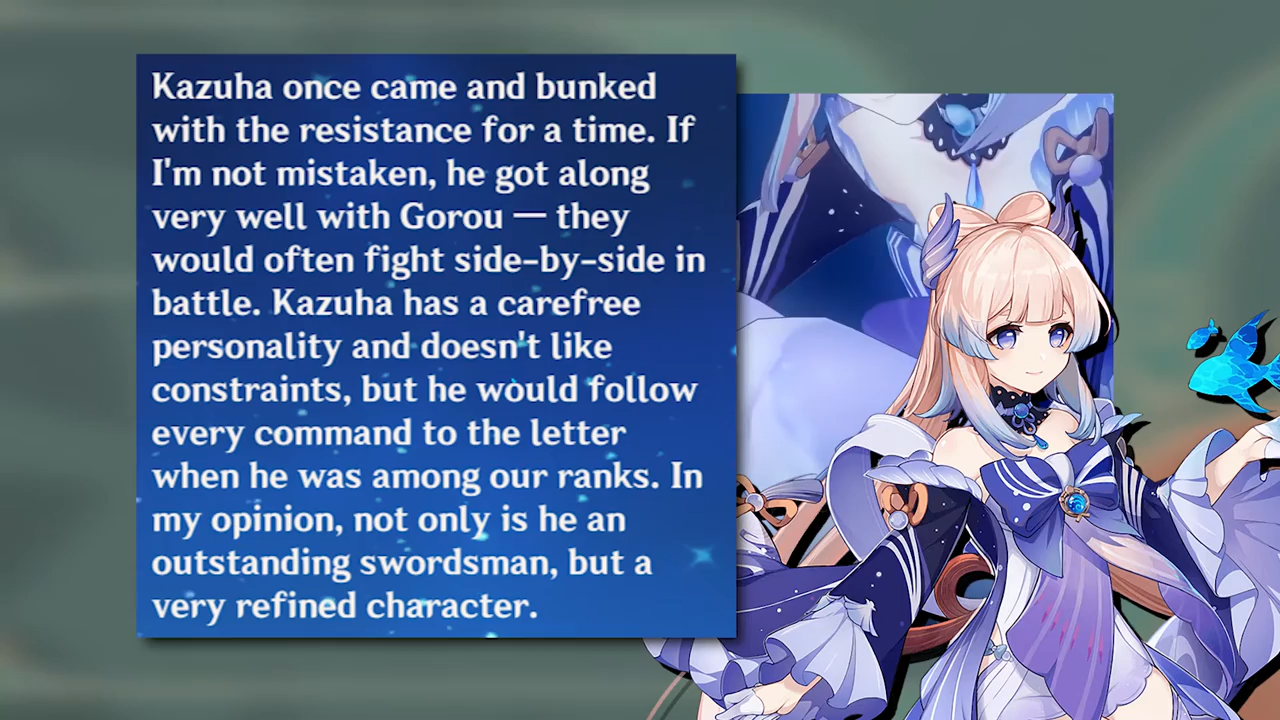 Kazuha once came and bunked
with the resistance for a time. If
I'm not mistaken, he got along
very well with Gorou — they
would often fight side-by-side in
battle. Kazuha has a carefree
personality and doesn't like
constraints, but he would follow
every command to the letter
when he was among our ranks. In
my opinion, not only is he an
outstanding swordsman, but a
very refined character.